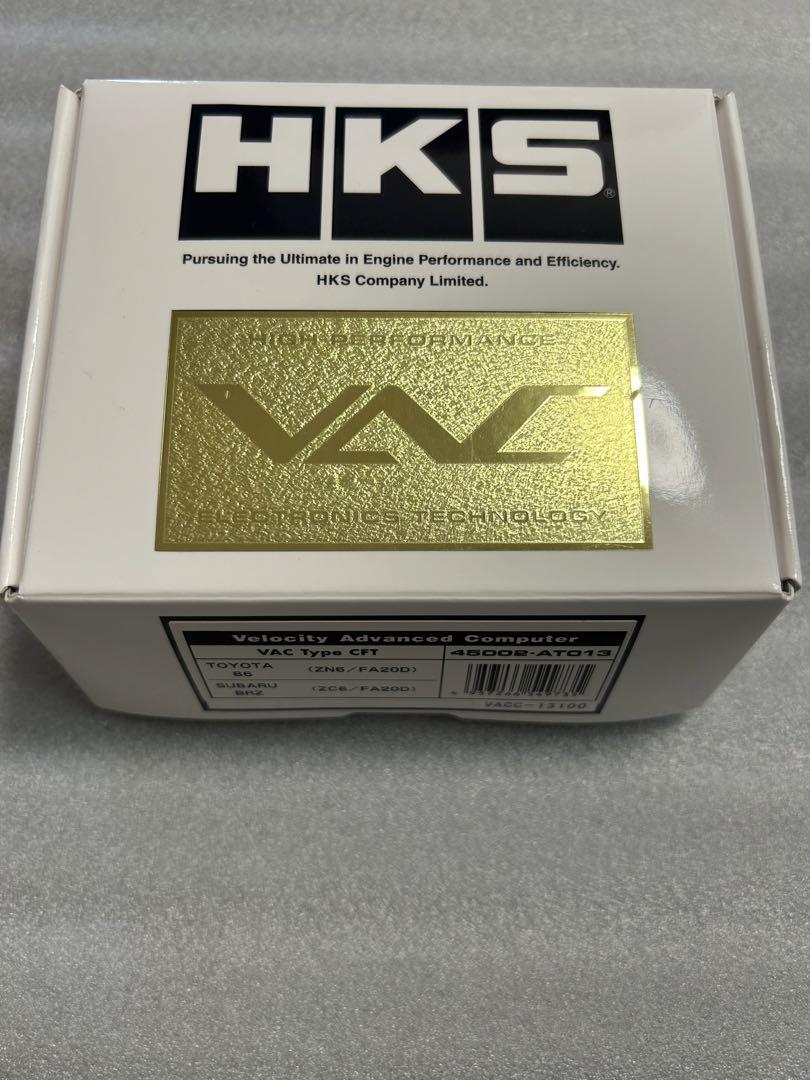 HKS®
Pursuing the Ultimate in Engine Performance and Efficiency.
HKS Company Limited.
HIGH PERFORMANCE
VAC
ELECTRONICS TECHNOLOGY
Velocity Advanced Computer
VAC Type CFT
45002-AT013
TOYOTA 86 (ZN6/FA20D)
SUBARU BRZ (ZC6/FA20D)
VACC-13100